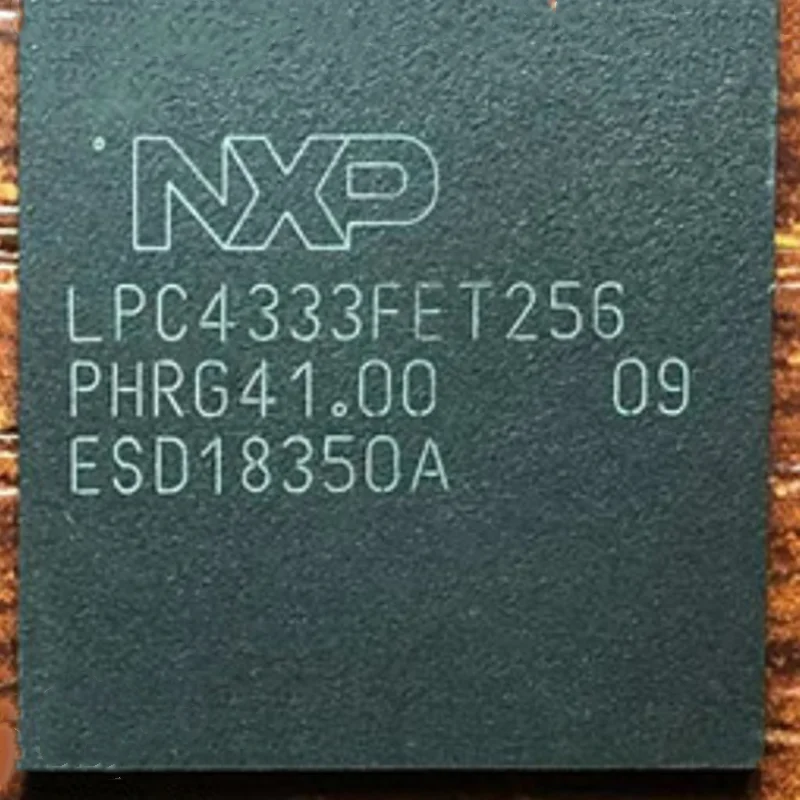 NXP
LPC4333FET256
PHRG41.00 09
ESD18350A